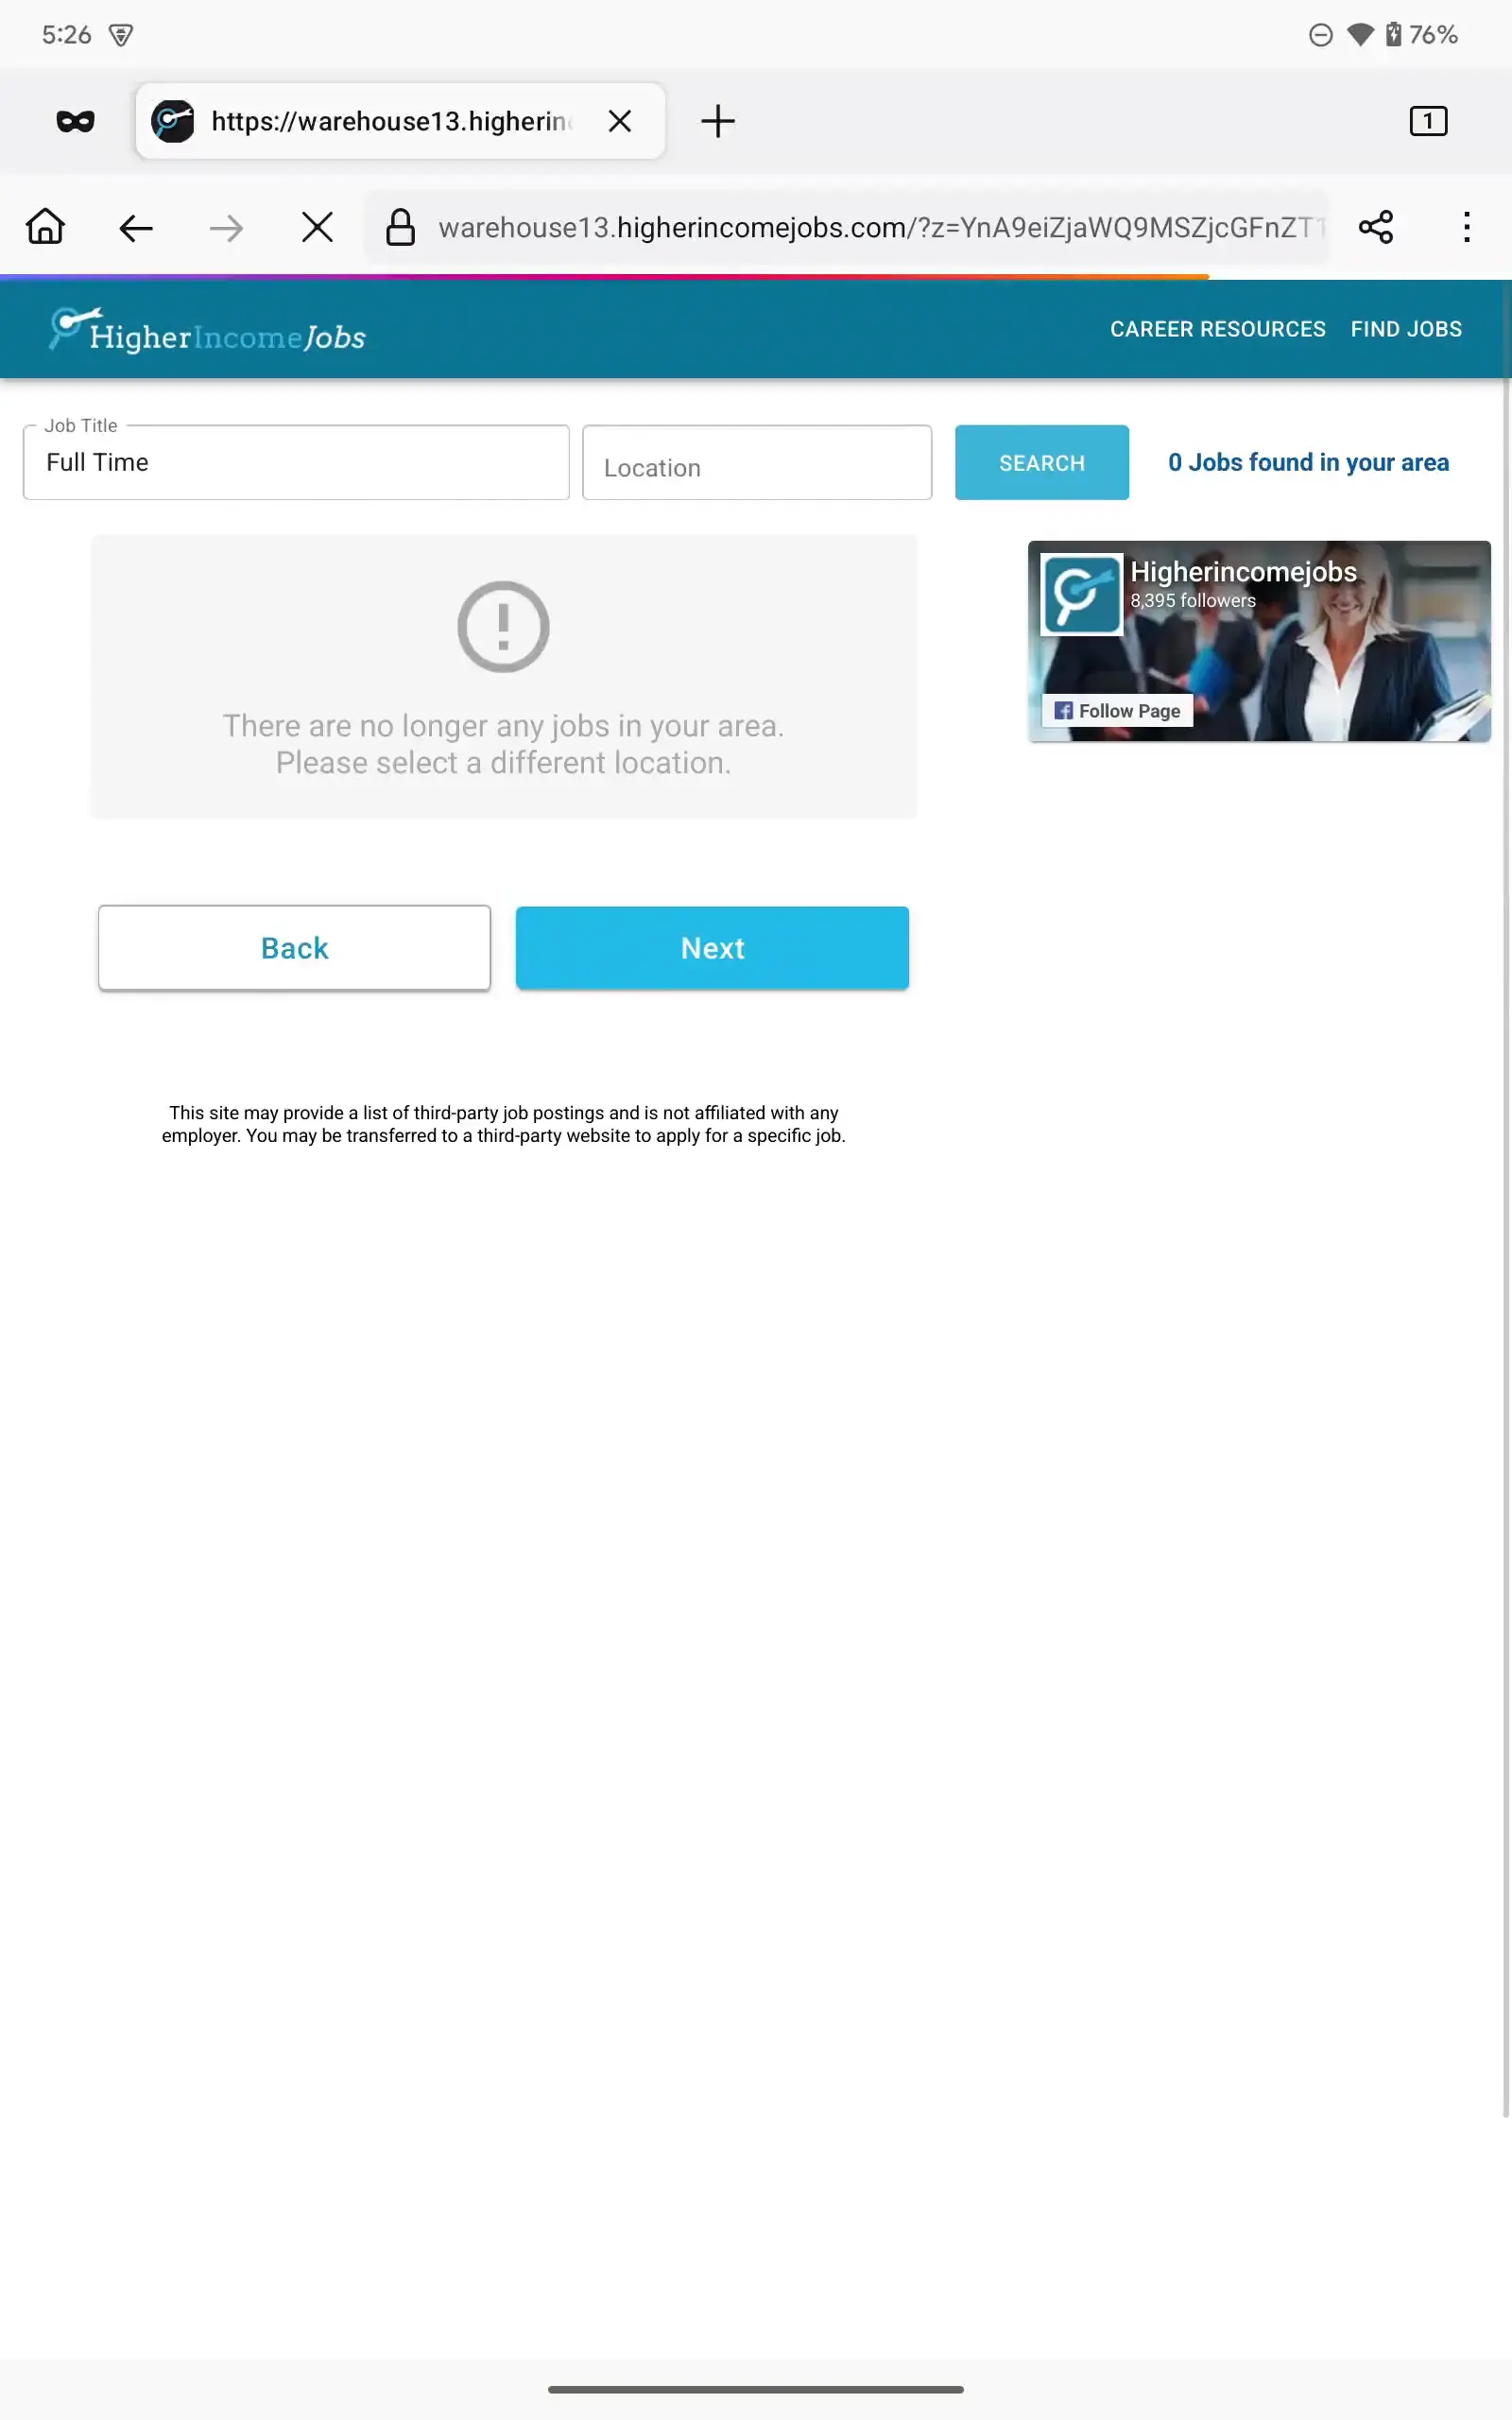 5:26
76%
https://warehouse13.higherin
1
warehouse13.higherincomejobs.com/?z=YnA9eiZjaWQ9MSZjcGFnZT1
HigherIncomeJobs
CAREER RESOURCES
FIND JOBS
Job Title
Full Time
Location
SEARCH
0 Jobs found in your area
Higherincomejobs
8,395 followers
Follow Page
There are no longer any jobs in your area.
Please select a different location.
Back
Next
This site may provide a list of third-party job postings and is not affiliated with any
employer. You may be transferred to a third-party website to apply for a specific job.